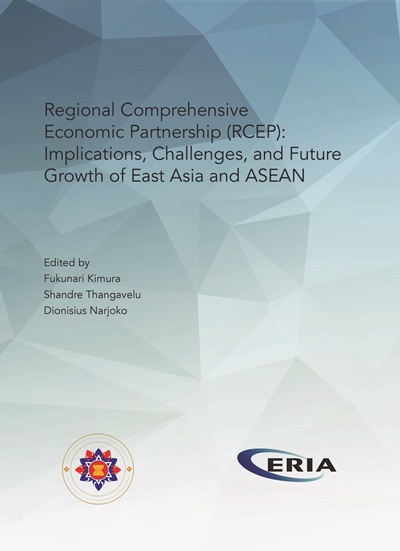 Regional Comprehensive
Economic Partnership (RCEP):
Implications, Challenges, and Future
Growth of East Asia and ASEAN
Edited by
Fukunari Kimura
Shandre Thangavelu
Dionisius Narjoko
ERIA